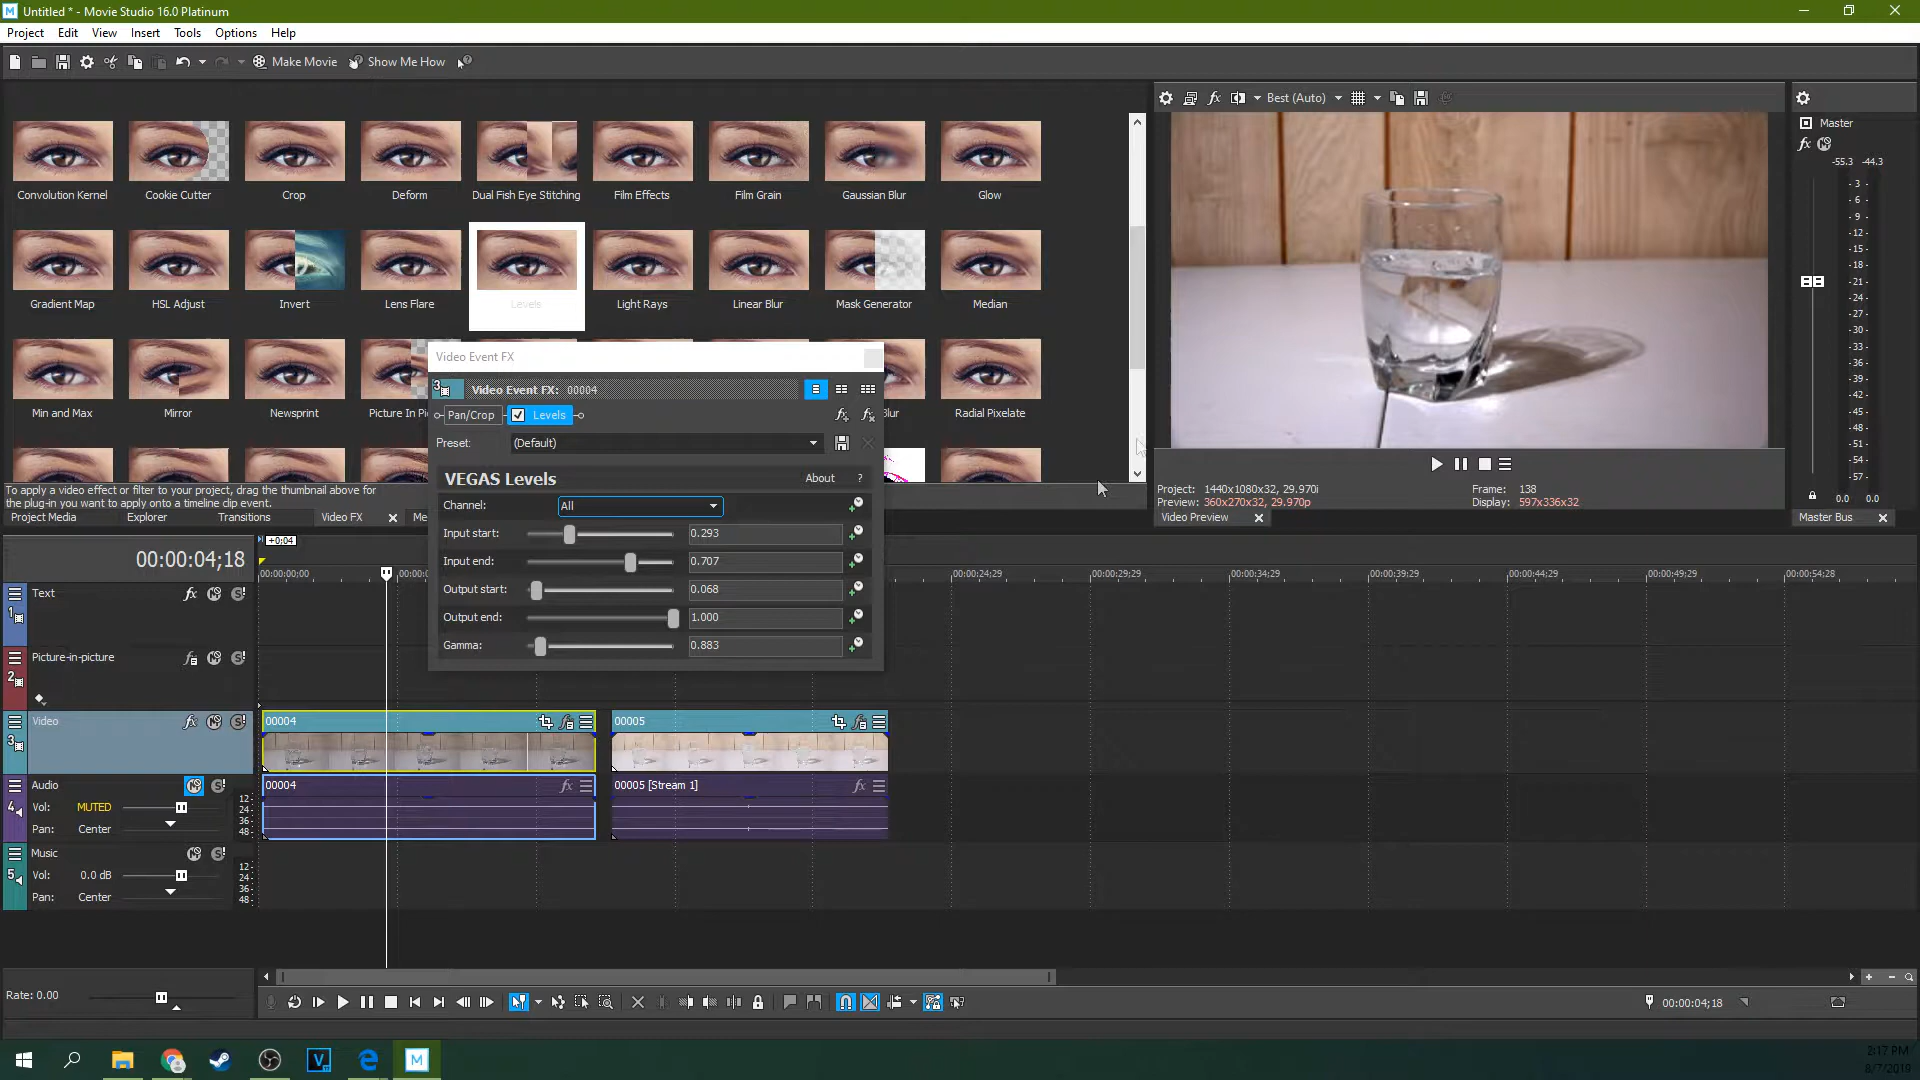 Untitled * - Movie Studio 16.0 Platinum
Project Edit View Insert Tools Options Help
Make Movie Show Me How
Best (Auto)
Master
-55.3 -44.3
Convolution Kernel Cookie Cutter Crop Deform Dual Fish Eye Stitching Film Effects Film Grain Gaussian Blur Glow
Gradient Map HSL Adjust Invert Lens Flare Levels Light Rays Linear Blur Mask Generator Median
Min and Max Mirror Newsprint Picture In Pi Blur Radial Pixelate
3 -
- 6 -
- 9 -
-12-
-15-
-18-
-21-
-24-
-27-
-30-
-33-
-36-
-39-
-42-
-45-
-48-
-51-
-54-
-57-
0.0 0.0
Video Event FX
Video Event FX: 00004
Pan/Crop Levels
Preset: (Default)
VEGAS Levels About ?
Channel: All
Input start: 0.293
Input end: 0.707
Output start: 0.068
Output end: 1.000
Gamma: 0.883
To apply a video effect or filter to your project, drag the thumbnail above for
the plug-in you want to apply onto a timeline clip event.
Project Media Explorer Transitions Video FX Me
Project: 1440x1080x32, 29.970i
Preview: 360x270x32, 29.970p
Frame: 138
Display: 597x336x32
Video Preview
Master Bus
00:00:04;18
+0;04
00:00:00;00 00:0 00:00:24;29 00:00:29;29 00:00:34;29 00:00:39;29 00:00:44;29 00:00:49;29 00:00:54;28
1 Text
2 Picture-in-picture
3 Video
00004 00005
4 Audio
Vol: MUTED
Pan: Center
12-
24-
36-
48-
00004 00005 [Stream 1]
5 Music
Vol: 0.0 dB
Pan: Center
12-
24-
36-
48-
Rate: 0.00
00:00:04;18
2:17 PM
8/7/2019